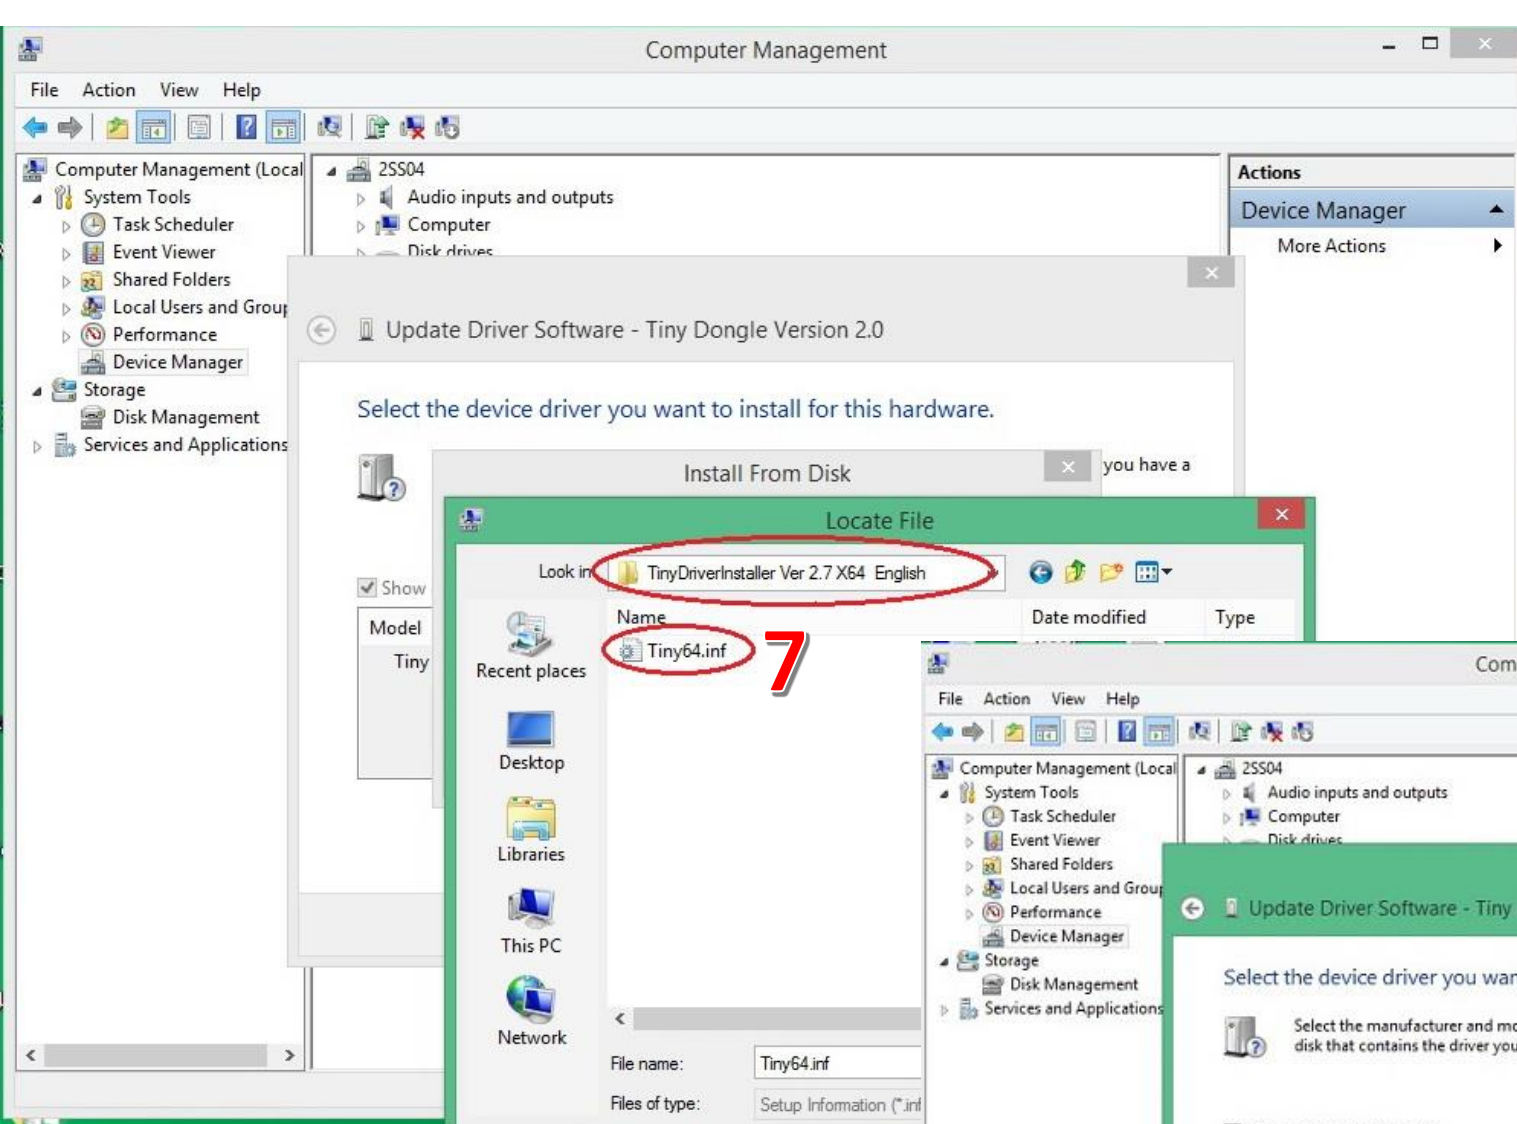 Computer Management
File Action View Help
Computer Management (Local
System Tools
Task Scheduler
Event Viewer
Shared Folders
Local Users and Group
Performance
Device Manager
Storage
Disk Management
Services and Applications
2SS04
Audio inputs and outputs
Computer
Disk drives
Actions
Device Manager
More Actions
Update Driver Software - Tiny Dongle Version 2.0
Select the device driver you want to install for this hardware.
you have a
Show
Model
Tiny
Install From Disk
Locate File
Look in
TinyDriverInstaller Ver 2.7 X64 English
Name Date modified Type
Tiny64.inf
7
Recent places
Desktop
Libraries
This PC
Network
File name: Tiny64.inf
Files of type: Setup Information (*.inf
Com
File Action View Help
Computer Management (Local
System Tools
Task Scheduler
Event Viewer
Shared Folders
Local Users and Group
Performance
Device Manager
Storage
Disk Management
Services and Applications
2SS04
Audio inputs and outputs
Computer
Disk drives
Update Driver Software - Tiny
Select the device driver you wan
Select the manufacturer and mo
disk that contains the driver you